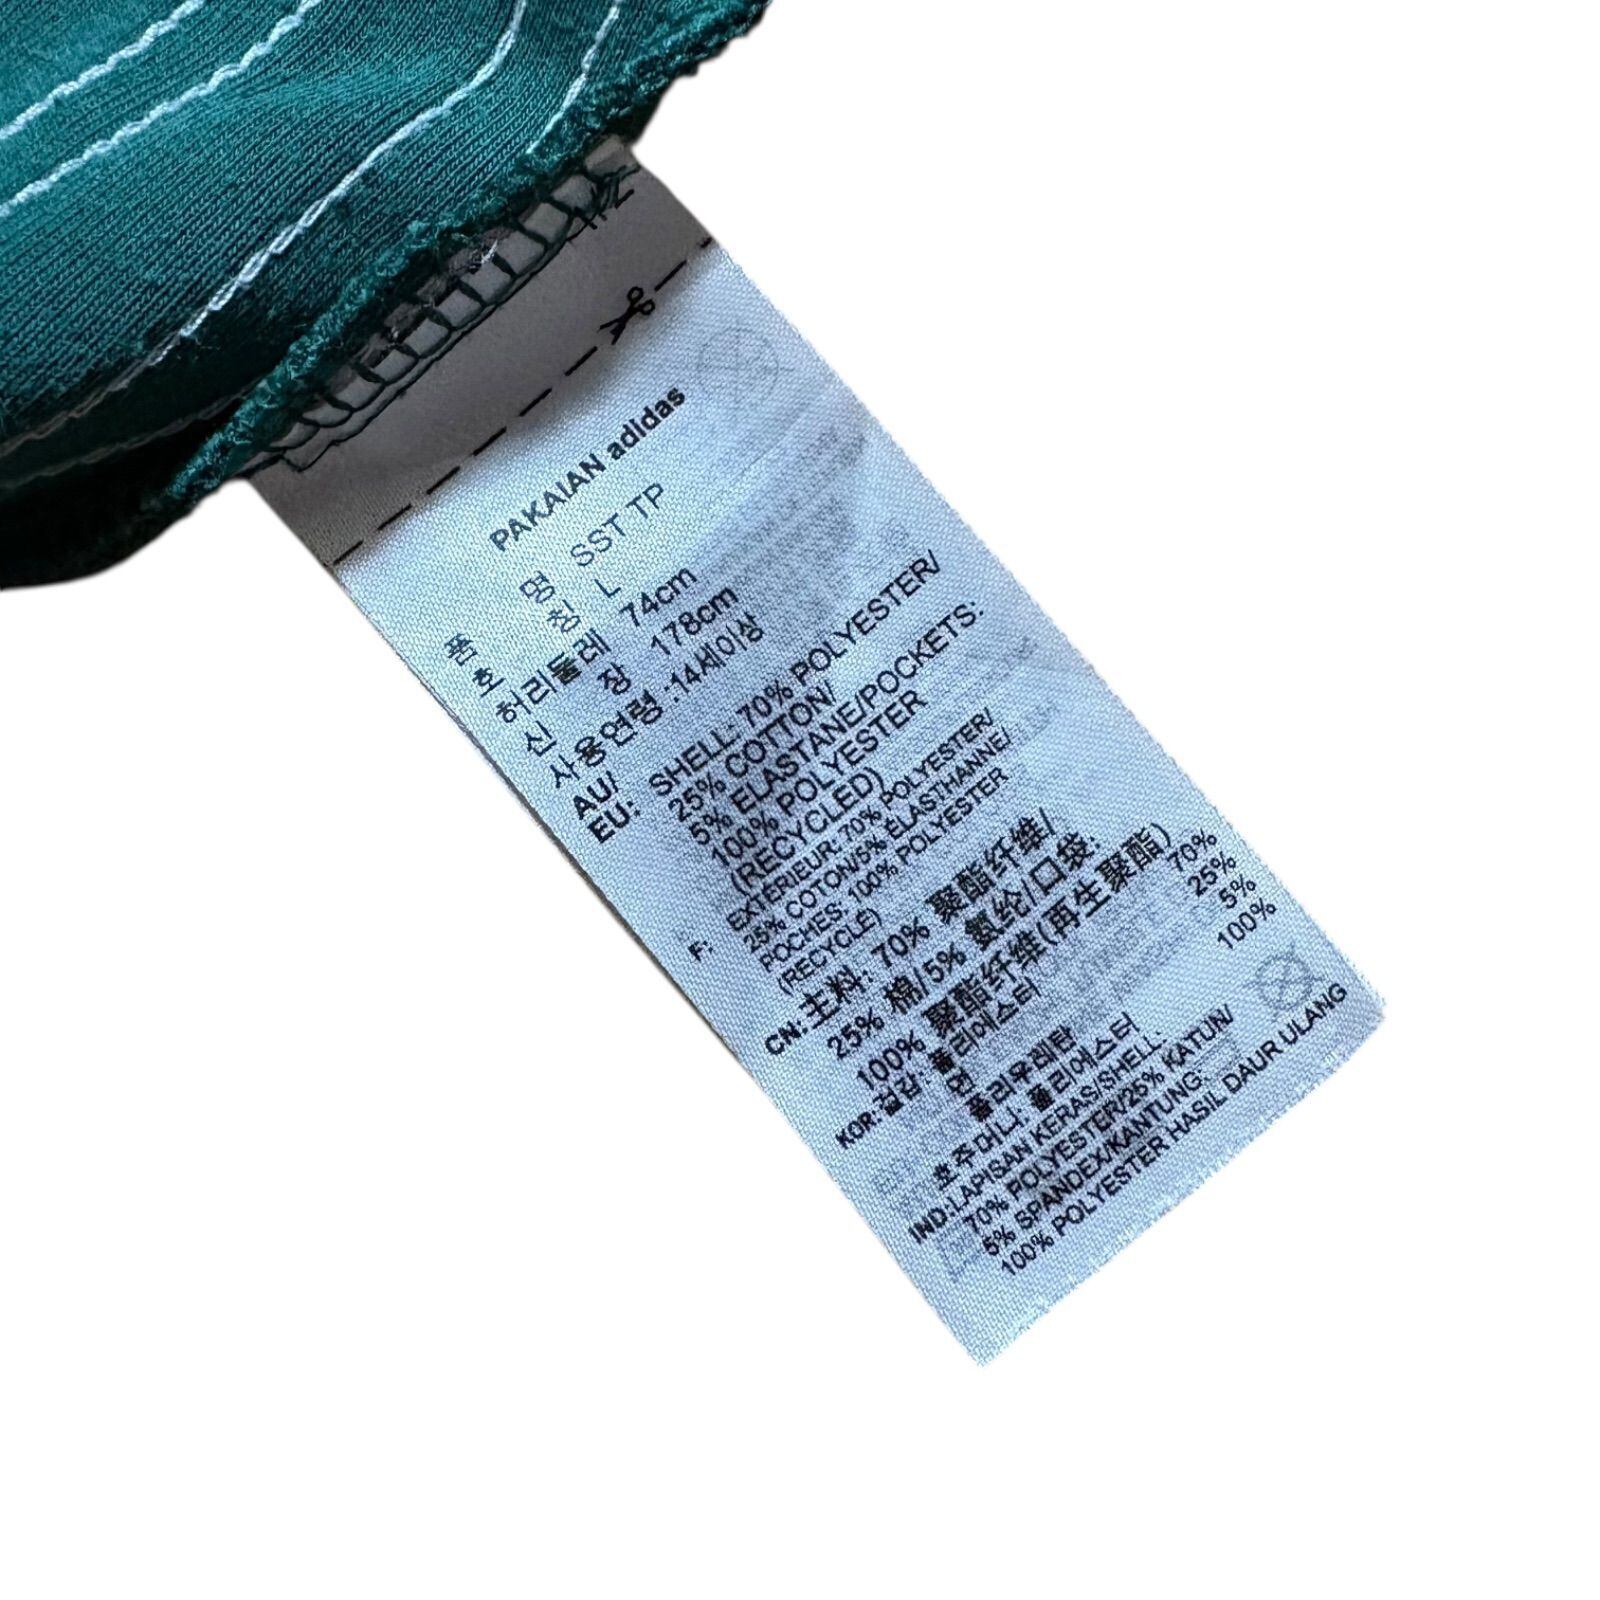 PAKAIAN adidas
품 명 SST TP
호 칭 L
허리둘레 74cm
신 장 178cm
사용연령 :14세이상
AU/
EU: SHELL: 70% POLYESTER/
25% COTTON/
5% ELASTANE/POCKETS:
100% POLYESTER
(RECYCLED)
F: EXTÉRIEUR: 70% POLYESTER/
25% COTON/5% ÉLASTHANNE/
POCHES: 100% POLYESTER
(RECYCLÉ)
CN: 主料: 70% 聚酯纤维/
25% 棉/5% 氨纶/口袋:
100% 聚酯纤维(再生聚酯)
KOR: 겉감: 폴리에스터 70%
면 25%
폴리우레탄 5%
호주머니: 폴리에스터 100%
IND:LAPISAN KERAS/SHELL:
70% POLYESTER/25% KATUN/
5% SPANDEX/KANTUNG:
100% POLYESTER HASIL DAUR ULANG